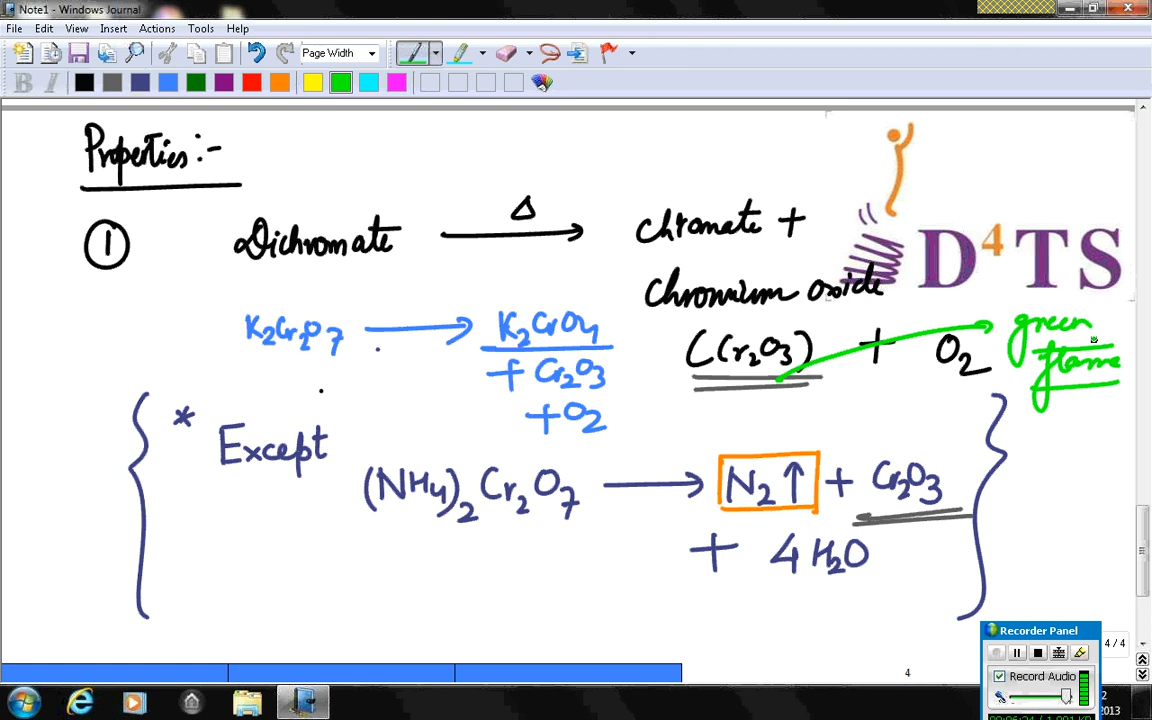 Note1 - Windows Journal
File Edit View Insert Actions Tools Help
Page Width
B I
Properties:-
① Dichromate Δ → chromate +
D4TS
chromium oxide
K2Cr2O7 → K2CrO4
(Cr2O3) + O2
green
flame
+ Cr2O3
+ O2
* Except
(NH4)2Cr2O7 → N2↑ + Cr2O3
+ 4H2O
Recorder Panel
4 / 4
4
Record Audio
2013